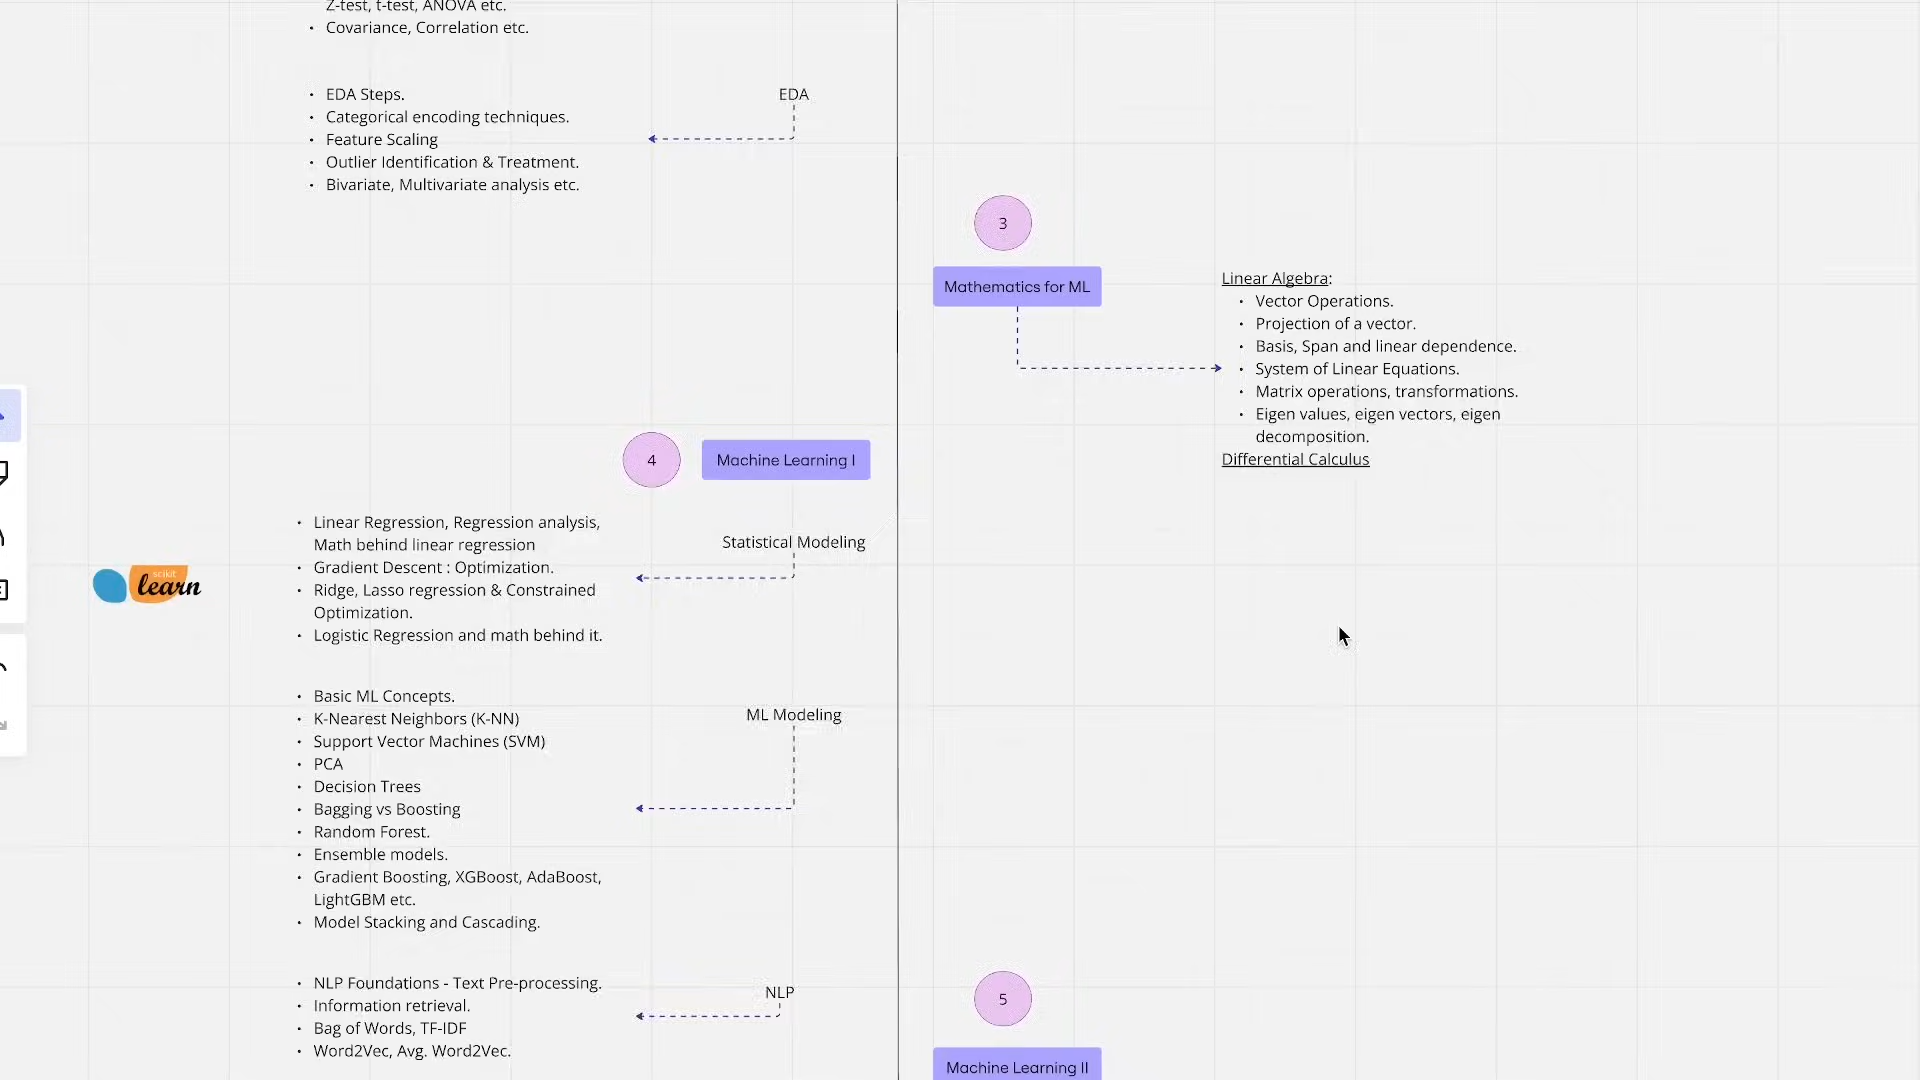 Z-test, t-test, ANOVA etc.
• Covariance, Correlation etc.
• EDA Steps.
• Categorical encoding techniques.
• Feature Scaling
• Outlier Identification & Treatment.
• Bivariate, Multivariate analysis etc.
EDA
3
Mathematics for ML
Linear Algebra:
• Vector Operations.
• Projection of a vector.
• Basis, Span and linear dependence.
• System of Linear Equations.
• Matrix operations, transformations.
• Eigen values, eigen vectors, eigen
decomposition.
Differential Calculus
4
Machine Learning I
• Linear Regression, Regression analysis,
Math behind linear regression
• Gradient Descent : Optimization.
• Ridge, Lasso regression & Constrained
Optimization.
• Logistic Regression and math behind it.
Statistical Modeling
scikit
learn
• Basic ML Concepts.
• K-Nearest Neighbors (K-NN)
• Support Vector Machines (SVM)
• PCA
• Decision Trees
• Bagging vs Boosting
• Random Forest.
• Ensemble models.
• Gradient Boosting, XGBoost, AdaBoost,
LightGBM etc.
• Model Stacking and Cascading.
ML Modeling
• NLP Foundations - Text Pre-processing.
• Information retrieval.
• Bag of Words, TF-IDF
• Word2Vec, Avg. Word2Vec.
NLP
5
Machine Learning II